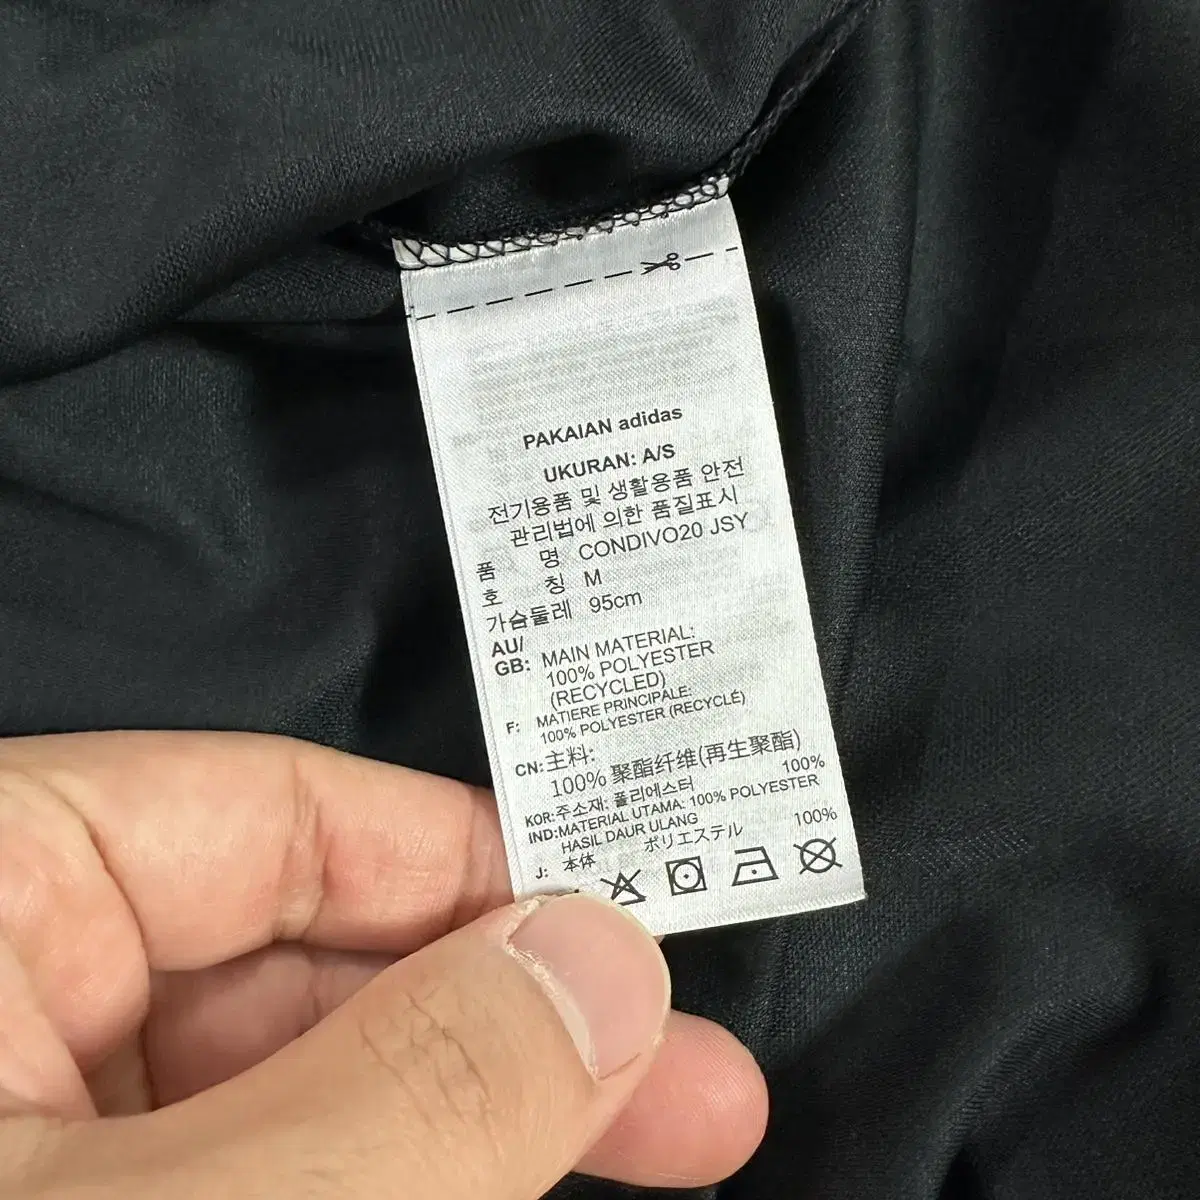 PAKAIAN adidas
UKURAN: A/S
전기용품 및 생활용품 안전
관리법에 의한 품질표시
품 명 CONDIVO20 JSY
호 칭 M
가슴둘레 95cm
AU/
GB: MAIN MATERIAL:
100% POLYESTER
(RECYCLED)
F: MATIERE PRINCIPALE:
100% POLYESTER (RECYCLÉ)
CN: 主料:
100% 聚酯纤维(再生聚酯)
KOR: 주소재: 폴리에스터 100%
IND: MATERIAL UTAMA: 100% POLYESTER
HASIL DAUR ULANG
J: 本体 ポリエステル 100%